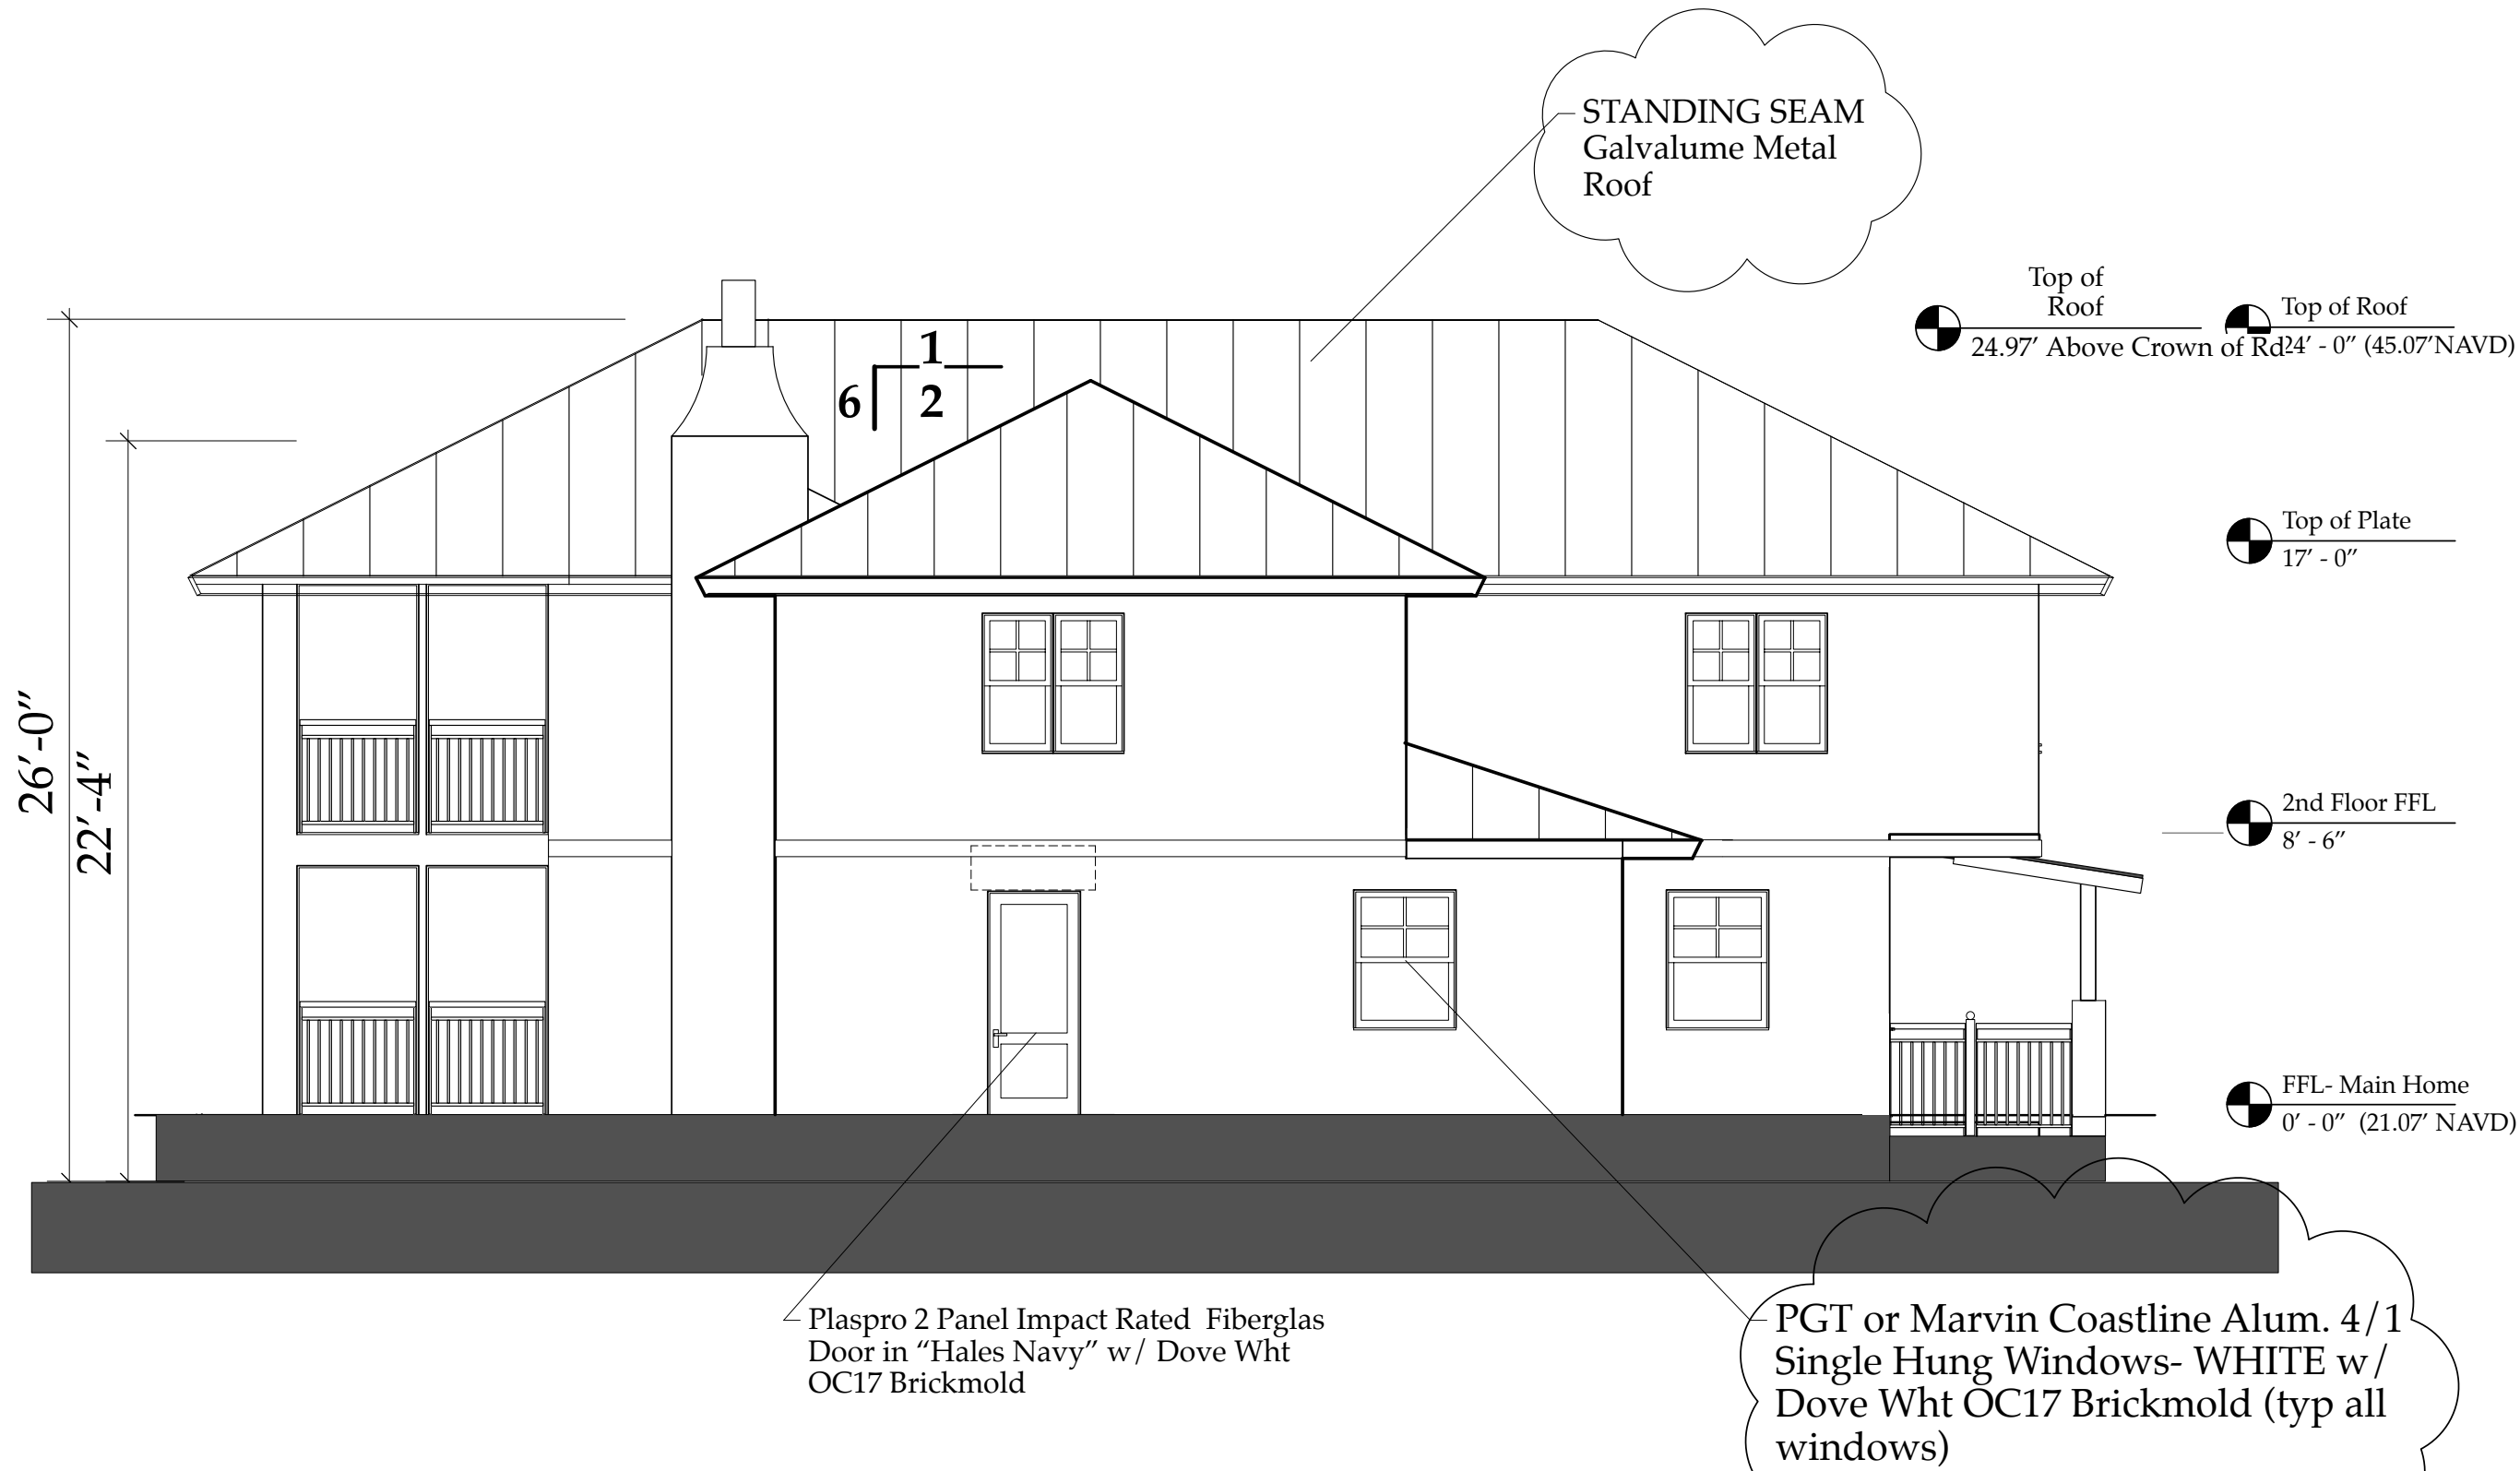 STANDING SEAM
Galvalume Metal
Roof
Top of
Roof
24.97′ Above Crown of Rd
Top of Roof
24′ - 0″ (45.07′NAVD)
1
6
2
Top of Plate
17′ - 0″
26′-0″
22′-4″
2nd Floor FFL
8′ - 6″
FFL- Main Home
0′ - 0″ (21.07′ NAVD)
Plaspro 2 Panel Impact Rated Fiberglas
Door in “Hales Navy” w/ Dove Wht
OC17 Brickmold
PGT or Marvin Coastline Alum. 4/1
Single Hung Windows- WHITE w/
Dove Wht OC17 Brickmold (typ all
windows)